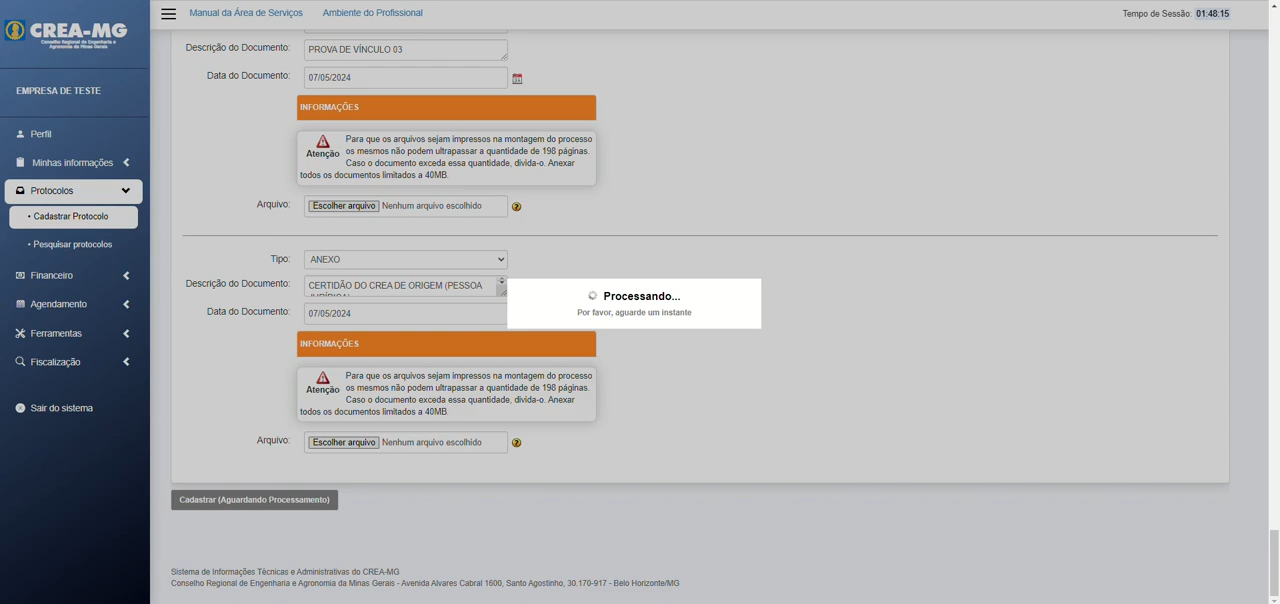 CREA-MG
Conselho Regional de Engenharia e
Agronomia de Minas Gerais
Manual da Área de Serviços
Ambiente do Profissional
Tempo de Sessão: 01:48:15
EMPRESA DE TESTE
Perfil
Minhas informações
Protocolos
• Cadastrar Protocolo
• Pesquisar protocolos
Financeiro
Agendamento
Ferramentas
Fiscalização
Sair do sistema
Descrição do Documento: PROVA DE VÍNCULO 03
Data do Documento: 07/05/2024
INFORMAÇÕES
Atenção
Para que os arquivos sejam impressos na montagem do processo
os mesmos não podem ultrapassar a quantidade de 198 páginas.
Caso o documento exceda essa quantidade, divida-o. Anexar
todos os documentos limitados a 40MB.
Arquivo: Escolher arquivo Nenhum arquivo escolhido
Tipo: ANEXO
Descrição do Documento: CERTIDÃO DO CREA DE ORIGEM (PESSOA
JURÍDICA)
Data do Documento: 07/05/2024
Processando...
Por favor, aguarde um instante
INFORMAÇÕES
Atenção
Para que os arquivos sejam impressos na montagem do processo
os mesmos não podem ultrapassar a quantidade de 198 páginas.
Caso o documento exceda essa quantidade, divida-o. Anexar
todos os documentos limitados a 40MB.
Arquivo: Escolher arquivo Nenhum arquivo escolhido
Cadastrar (Aguardando Processamento)
Sistema de Informações Técnicas e Administrativas do CREA-MG
Conselho Regional de Engenharia e Agronomia da Minas Gerais - Avenida Alvares Cabral 1600, Santo Agostinho, 30.170-917 - Belo Horizonte/MG